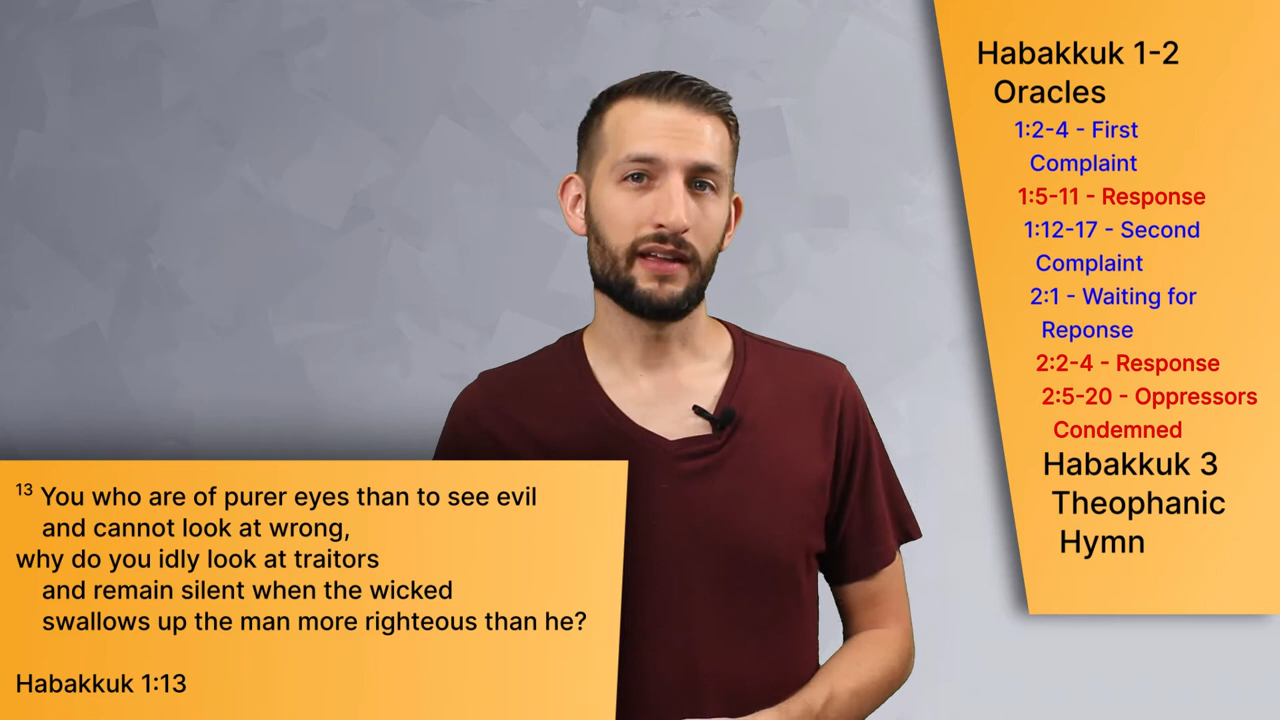 Habakkuk 1-2
Oracles
1:2-4 - First
Complaint
1:5-11 - Response
1:12-17 - Second
Complaint
2:1 - Waiting for
Reponse
2:2-4 - Response
2:5-20 - Oppressors
Condemned
Habakkuk 3
Theophanic
Hymn
13 You who are of purer eyes than to see evil
and cannot look at wrong,
why do you idly look at traitors
and remain silent when the wicked
swallows up the man more righteous than he?
Habakkuk 1:13